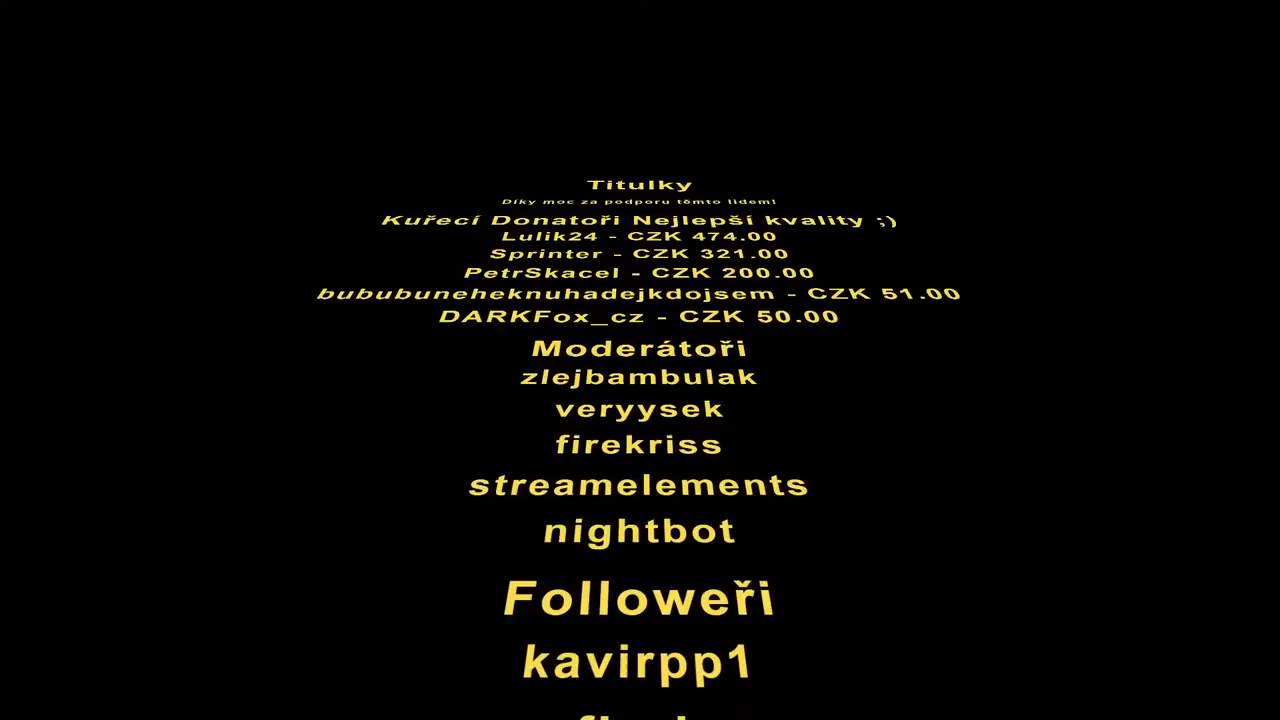 Titulky
Díky moc za podporu těmto lidem!
Kuřecí Donatoři Nejlepší kvality ;)
Lulik24 - CZK 474.00
Sprinter - CZK 321.00
PetrSkacel - CZK 200.00
bububuneheknuhadejkdojsem - CZK 51.00
DARKFox_cz - CZK 50.00
Moderátoři
zlejbambulak
veryysek
firekriss
streamelements
nightbot
Followeři
kavirpp1